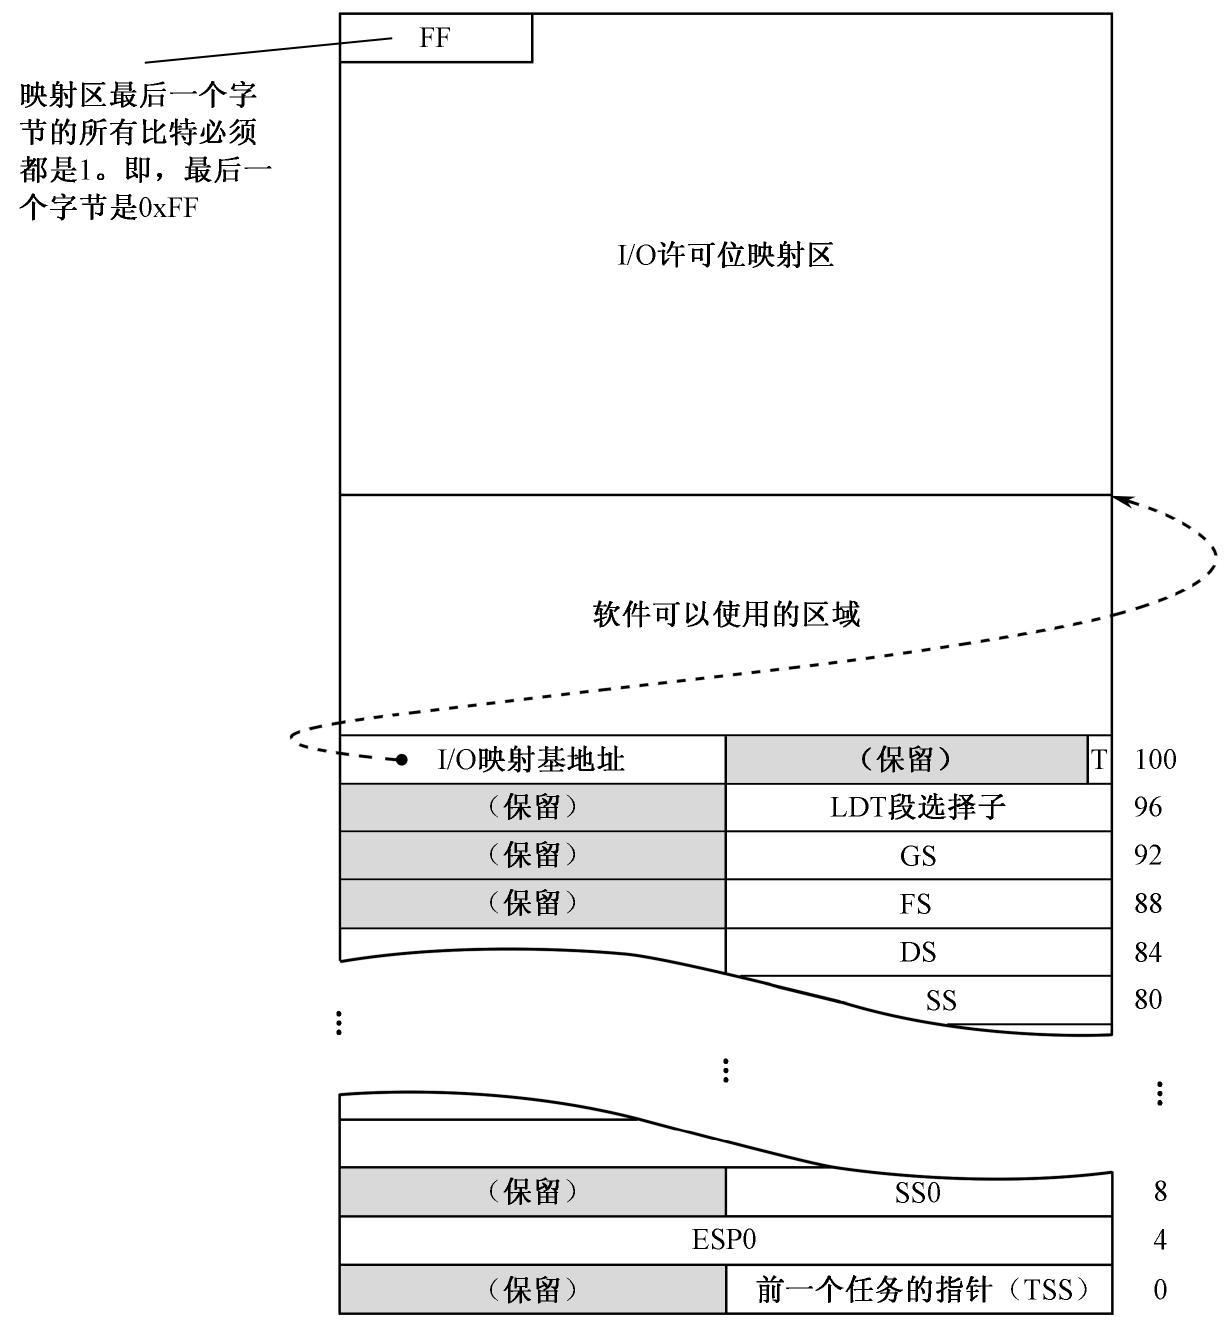 FF
映射区最后一个字
节的所有比特必须
都是1。即，最后一
个字节是0xFF
I/O许可位映射区
软件可以使用的区域
I/O映射基地址 （保留） T 100
（保留） LDT段选择子 96
（保留） GS 92
（保留） FS 88
DS 84
SS 80
（保留） SS0 8
ESP0 4
（保留） 前一个任务的指针（TSS） 0